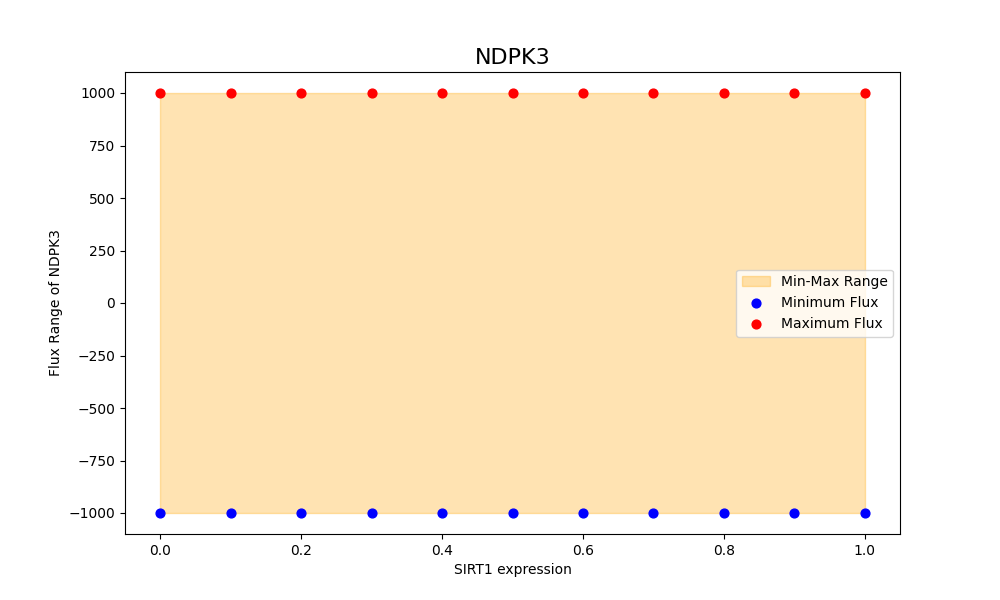 NDPK3
Flux Range of NDPK3
1000
750
500
250
0
−250
−500
−750
−1000
Min-Max Range
Minimum Flux
Maximum Flux
0.0
0.2
0.4
0.6
0.8
1.0
SIRT1 expression